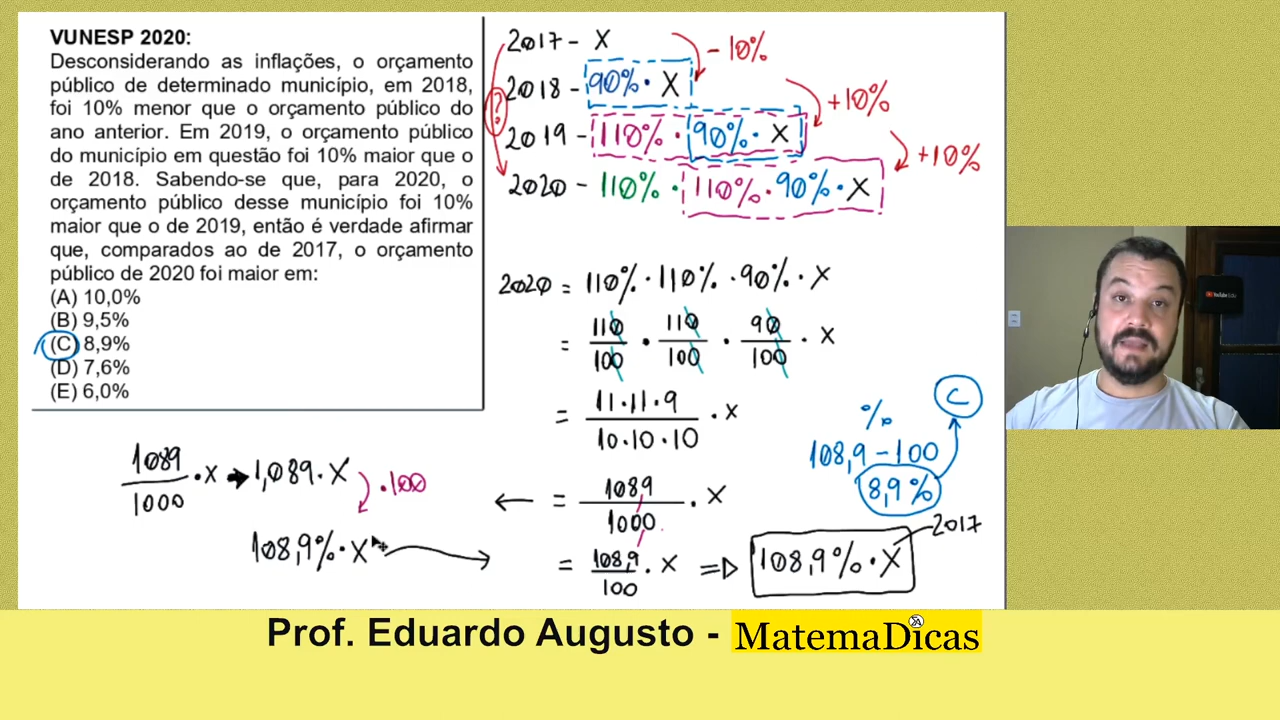 VUNESP 2020:
Desconsiderando as inflações, o orçamento
público de determinado município, em 2018,
foi 10% menor que o orçamento público do
ano anterior. Em 2019, o orçamento público
do município em questão foi 10% maior que o
de 2018. Sabendo-se que, para 2020, o
orçamento público desse município foi 10%
maior que o de 2019, então é verdade afirmar
que, comparados ao de 2017, o orçamento
público de 2020 foi maior em:
(A) 10,0%
(B) 9,5%
(C) 8,9%
(D) 7,6%
(E) 6,0%
2017 - X
- 10%
2018 - 90% · X
+10%
?
2019 - 110% · 90% · X
+10%
2020 - 110% · 110% · 90% · X
2020 = 110% · 110% · 90% · X
= 110/100 · 110/100 · 90/100 · X
= 11·11·9/10·10·10 · X
= 1089/1000 · X
= 108,9/100 · X ⇒ 108,9% · X
2017
%
108,9 - 100
8,9%
C
1089/1000 · X → 1,089 · X
·100
108,9% · X
YouTube
Prof. Eduardo Augusto - MatemaDicas